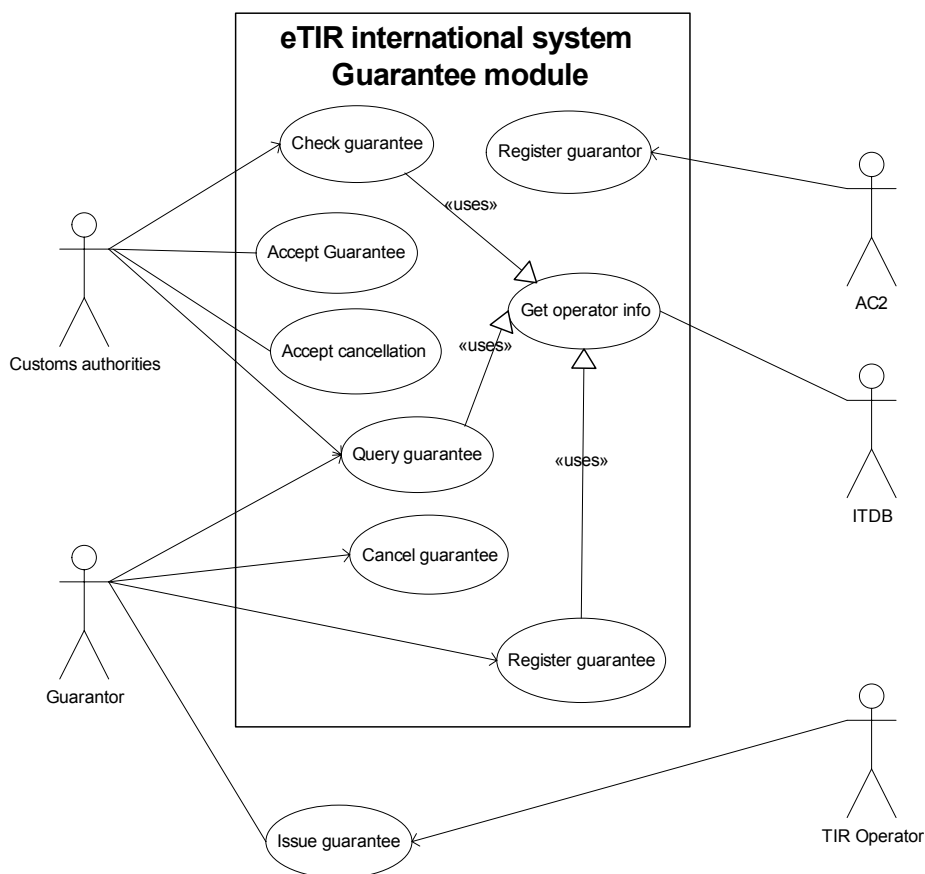 eTIR international system
Guarantee module
Check guarantee
Register guarantor
«uses»
Accept Guarantee
Customs authorities
Get operator info
AC2
Accept cancellation
«uses»
Query guarantee
«uses»
ITDB
Cancel guarantee
Register guarantee
Guarantor
Issue guarantee
TIR Operator